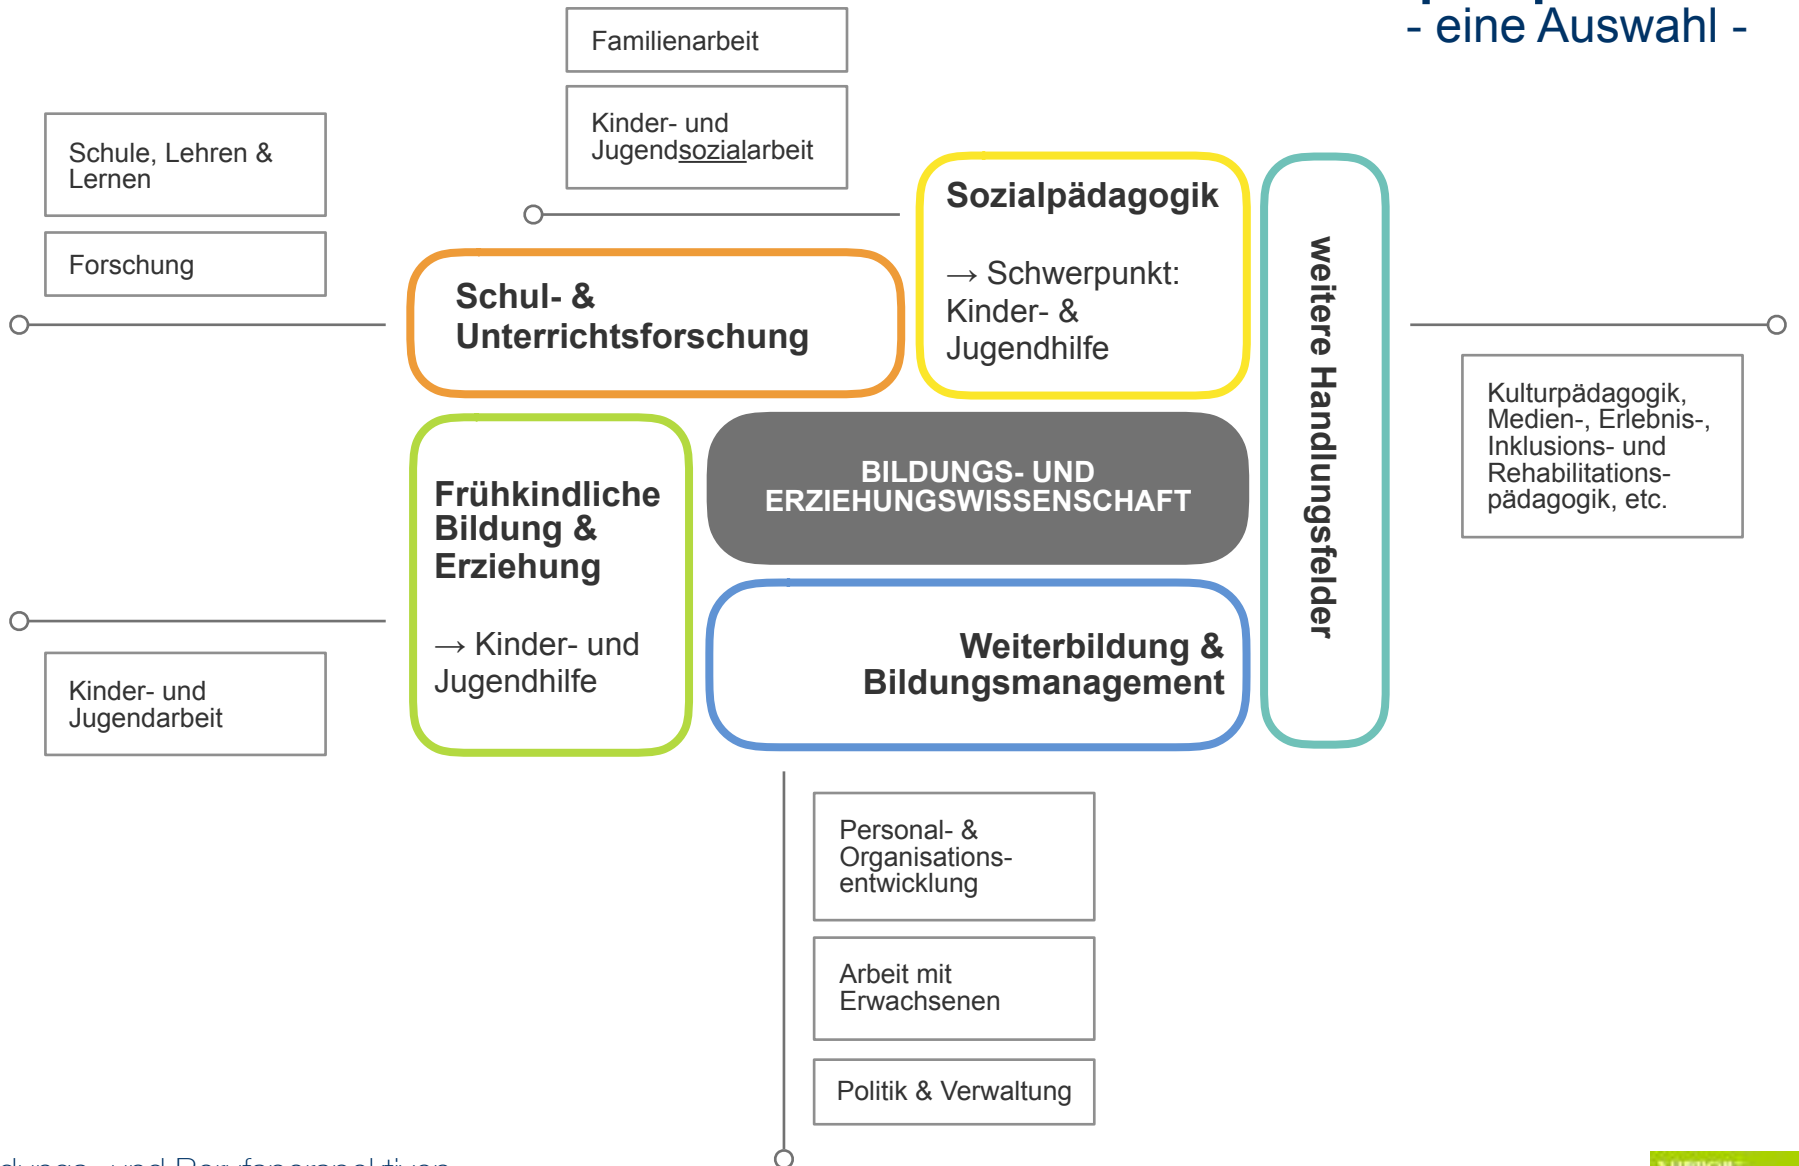 - eine Auswahl -
Familienarbeit
Kinder- und
Jugendsozialarbeit
Schule, Lehren &
Lernen
Forschung
Sozialpädagogik
→ Schwerpunkt:
Kinder- &
Jugendhilfe
Schul- &
Unterrichtsforschung
weitere Handlungsfelder
Kulturpädagogik,
Medien-, Erlebnis-,
Inklusions- und
Rehabilitations-
pädagogik, etc.
BILDUNGS- UND
ERZIEHUNGSWISSENSCHAFT
Frühkindliche
Bildung &
Erziehung
→ Kinder- und
Jugendhilfe
Kinder- und
Jugendarbeit
Weiterbildung &
Bildungsmanagement
Personal- &
Organisations-
entwicklung
Arbeit mit
Erwachsenen
Politik & Verwaltung
und Berufsperspektiven